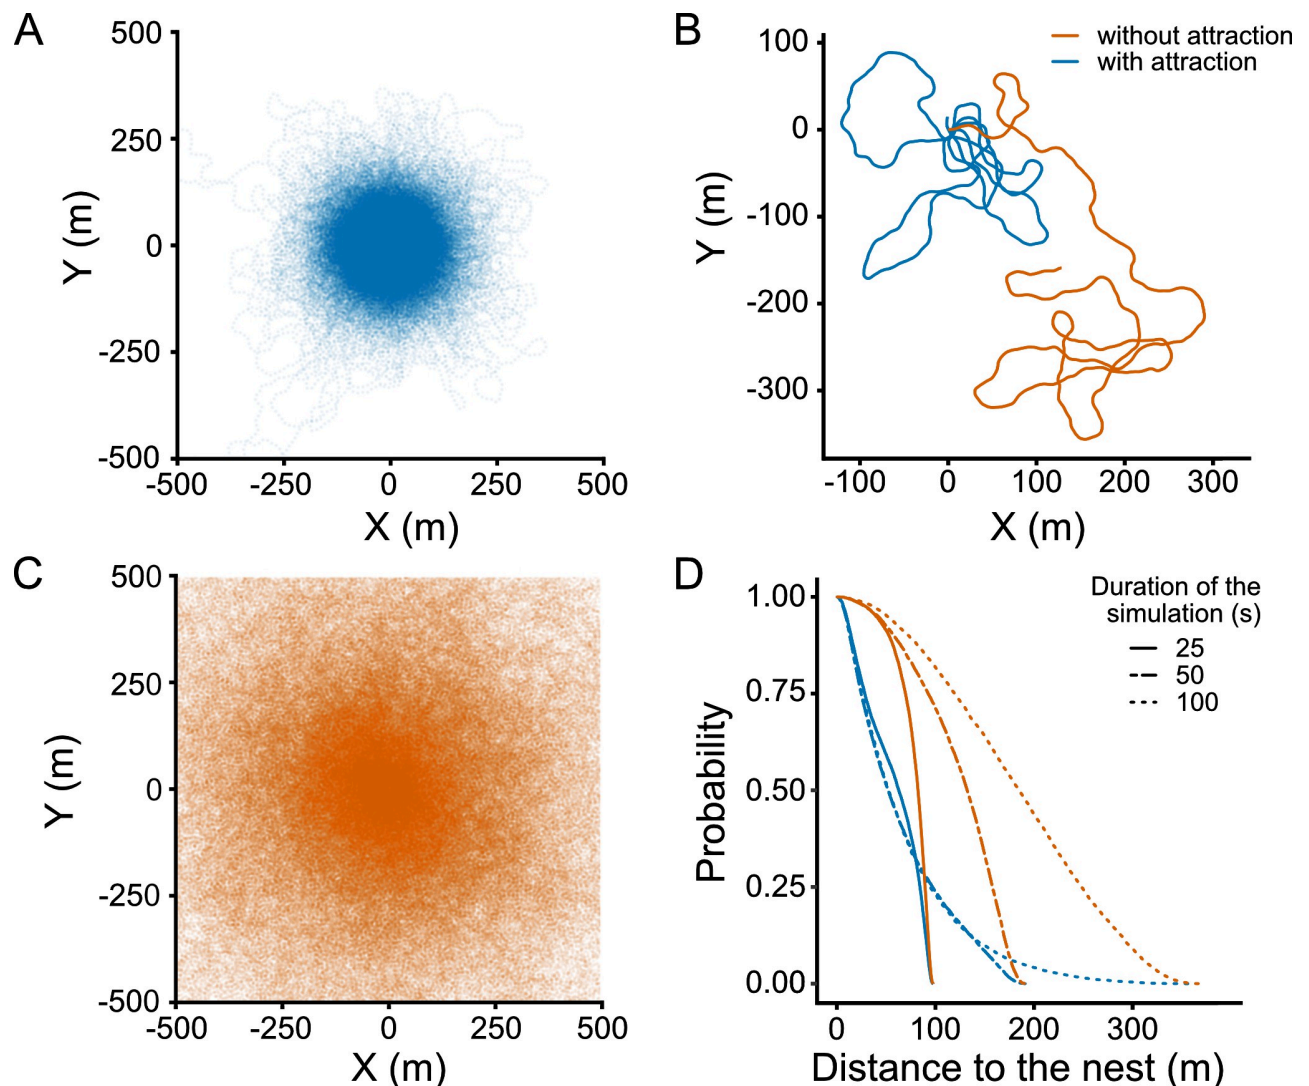 A
500
250
0
-250
-500
Y (m)
-500
-250
0
250
500
X (m)
B
without attraction
with attraction
100
0
-100
-200
-300
Y (m)
-100
0
100
200
300
X (m)
C
500
250
0
-250
-500
Y (m)
-500
-250
0
250
500
X (m)
D
Duration of the
simulation (s)
25
50
100
1.00
0.75
0.50
0.25
0.00
Probability
0
100
200
300
Distance to the nest (m)